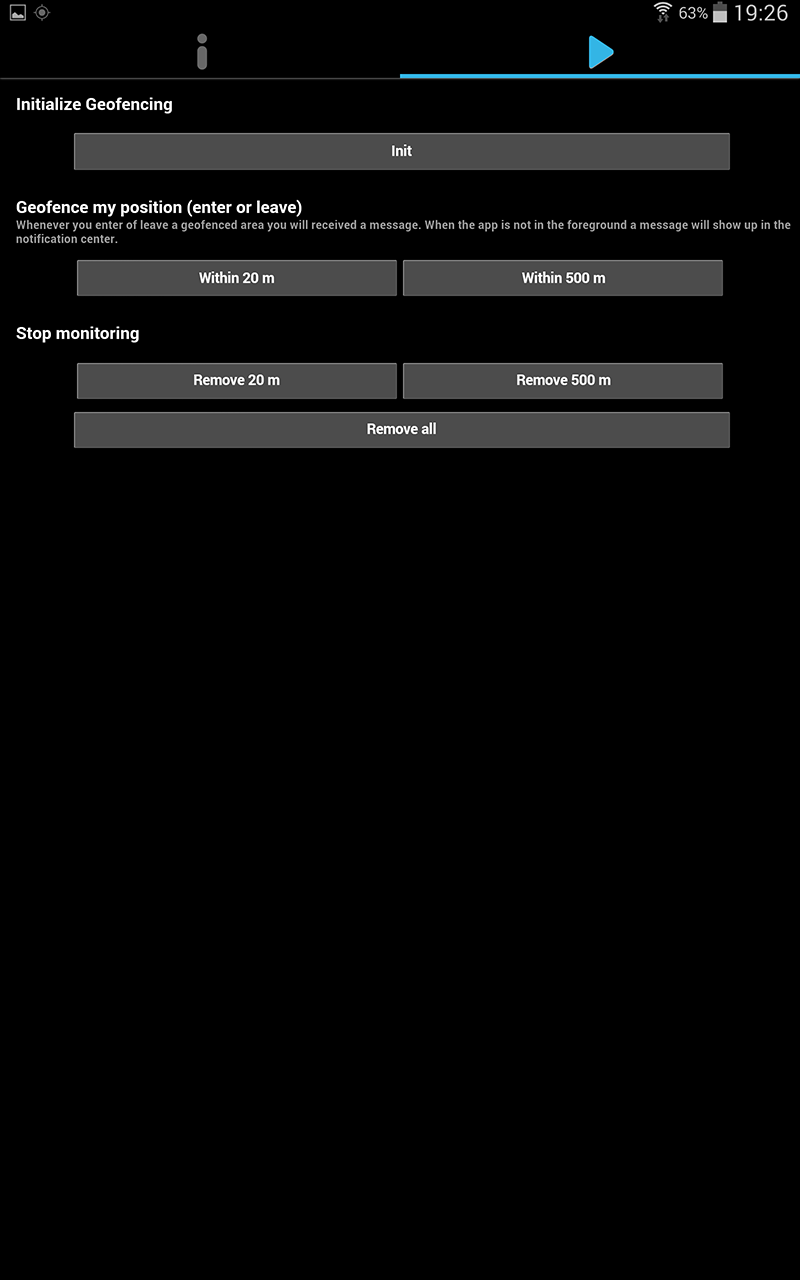 63% 19:26
Initialize Geofencing
Init
Geofence my position (enter or leave)
Whenever you enter of leave a geofenced area you will received a message. When the app is not in the foreground a message will show up in the
notification center.
Within 20 m Within 500 m
Stop monitoring
Remove 20 m Remove 500 m
Remove all